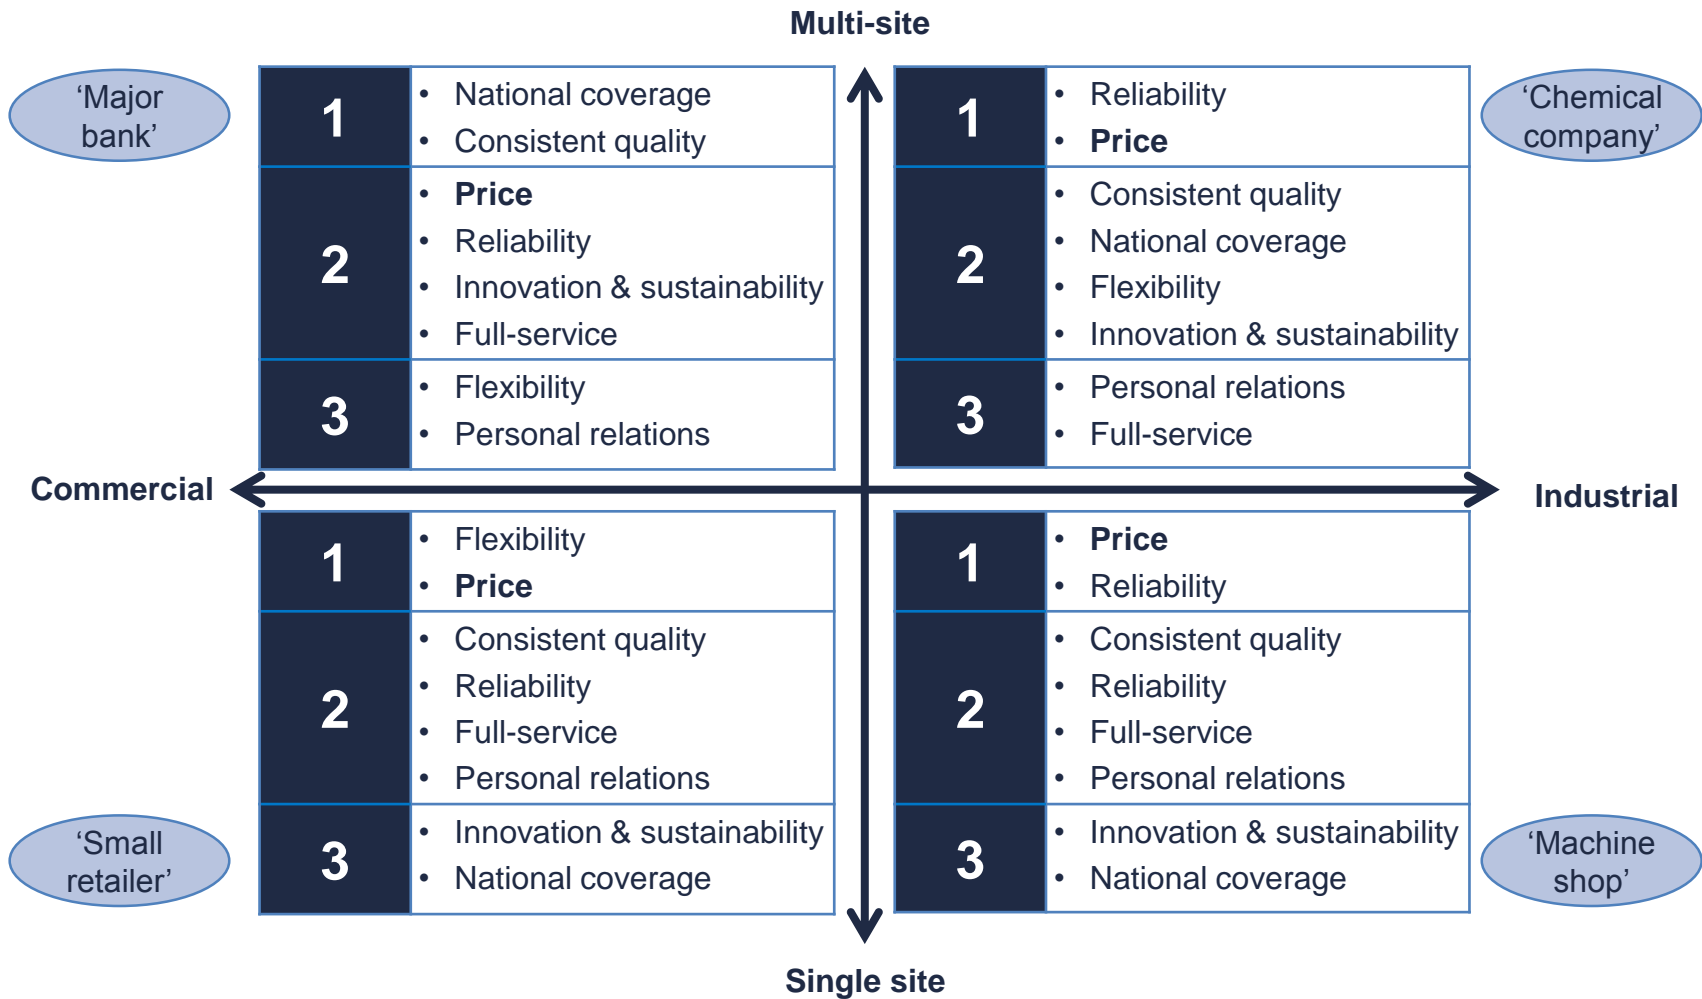 Multi-site
‘Major
bank’
1
• National coverage
• Consistent quality
2
• Price
• Reliability
• Innovation & sustainability
• Full-service
3
• Flexibility
• Personal relations
1
• Reliability
• Price
2
• Consistent quality
• National coverage
• Flexibility
• Innovation & sustainability
3
• Personal relations
• Full-service
‘Chemical
company’
Commercial
Industrial
1
• Flexibility
• Price
2
• Consistent quality
• Reliability
• Full-service
• Personal relations
3
• Innovation & sustainability
• National coverage
‘Small
retailer’
1
• Price
• Reliability
2
• Consistent quality
• Reliability
• Full-service
• Personal relations
3
• Innovation & sustainability
• National coverage
‘Machine
shop’
Single site